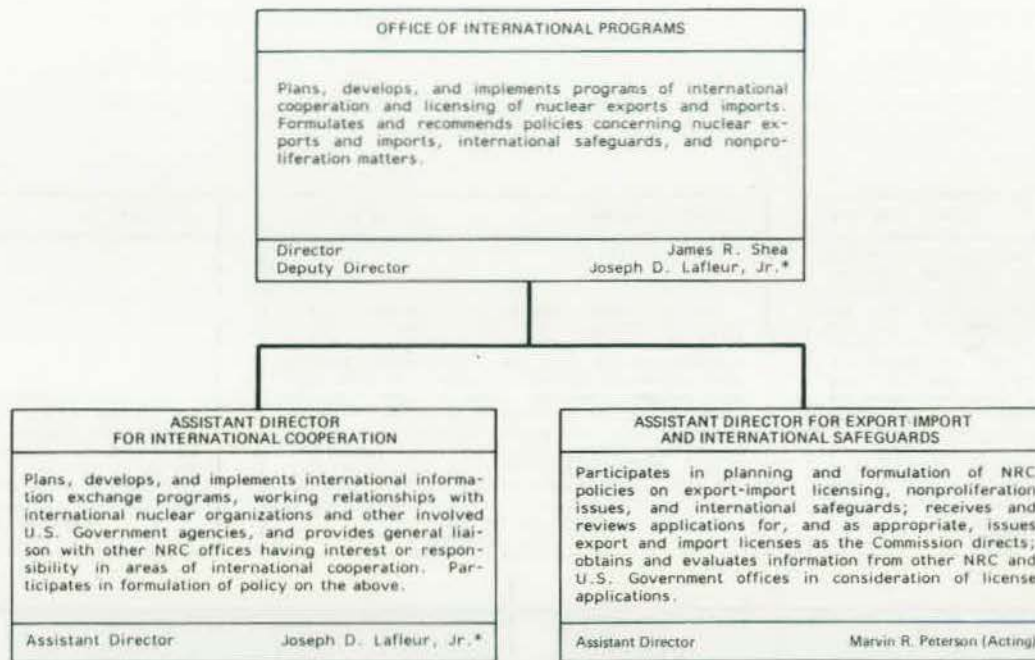 OFFICE OF INTERNATIONAL PROGRAMS
Plans, develops, and implements programs of international
cooperation and licensing of nuclear exports and imports.
Formulates and recommends policies concerning nuclear ex-
ports and imports, international safeguards, and nonpro-
liferation matters.
Director James R. Shea
Deputy Director Joseph D. Lafleur, Jr.*
ASSISTANT DIRECTOR
FOR INTERNATIONAL COOPERATION
Plans, develops, and implements international informa-
tion exchange programs, working relationships with
international nuclear organizations and other involved
U.S. Government agencies, and provides general liai-
son with other NRC offices having interest or respon-
sibility in areas of international cooperation. Par-
ticipates in formulation of policy on the above.
Assistant Director Joseph D. Lafleur, Jr.*
ASSISTANT DIRECTOR FOR EXPORT-IMPORT
AND INTERNATIONAL SAFEGUARDS
Participates in planning and formulation of NRC
policies on export-import licensing, nonproliferation
issues, and international safeguards; receives and
reviews applications for, and as appropriate, issues
export and import licenses as the Commission directs;
obtains and evaluates information from other NRC and
U.S. Government offices in consideration of license
applications.
Assistant Director Marvin R. Peterson (Acting)